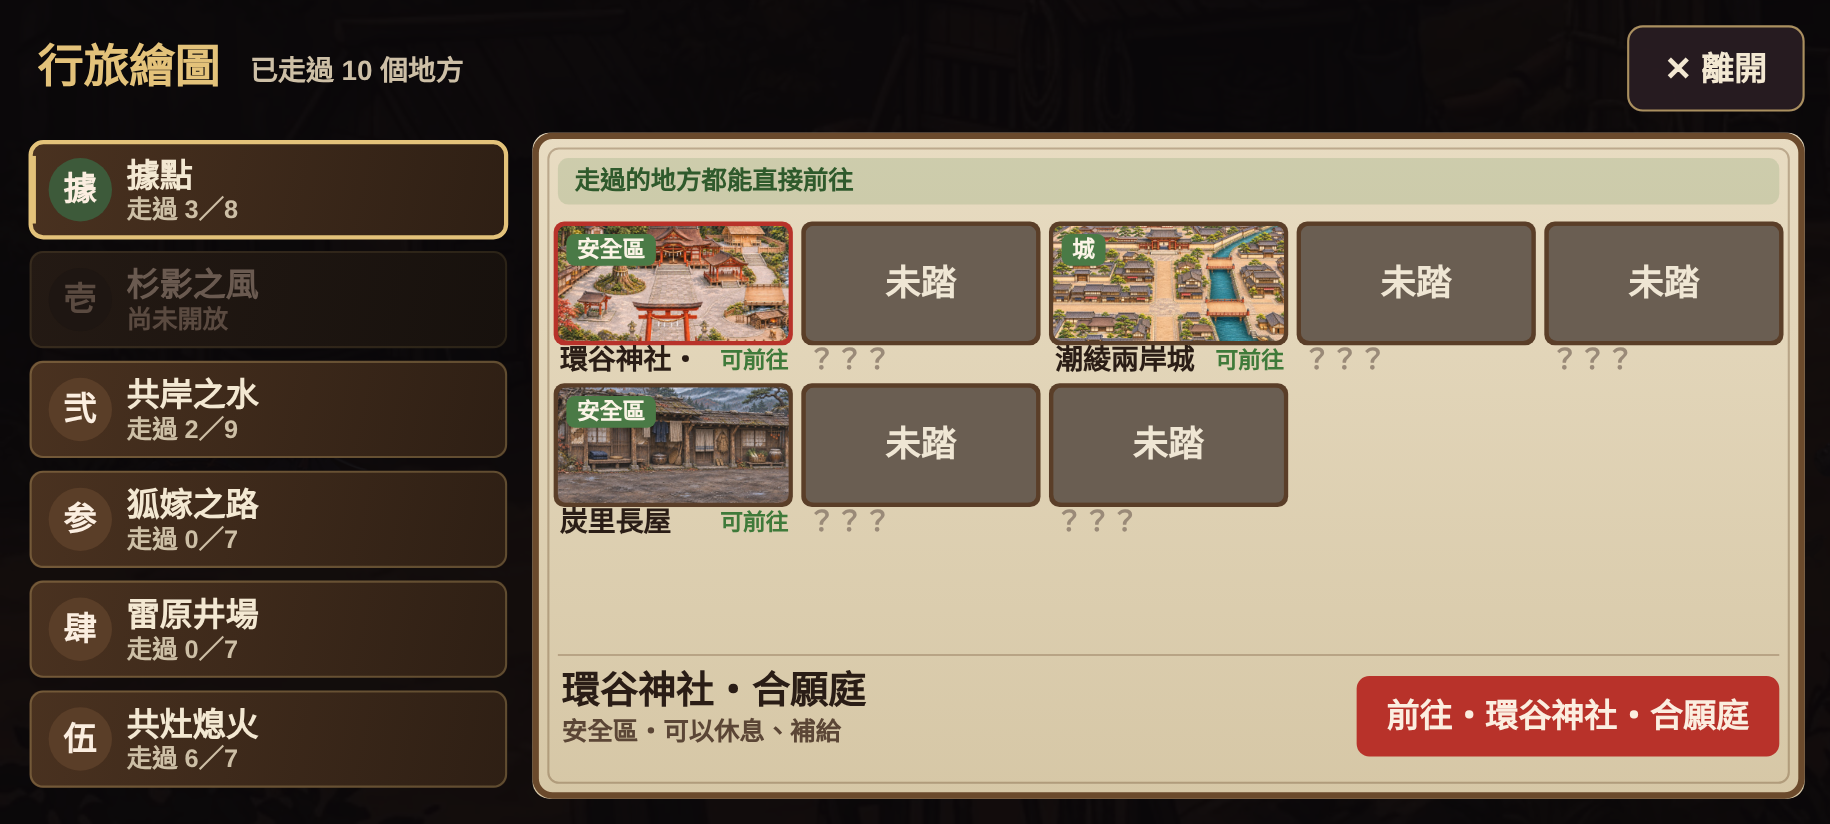 行旅繪圖
已走過 10 個地方
✕ 離開
據
據點
走過 3／8
壱
杉影之風
尚未開放
弐
共岸之水
走過 2／9
参
狐嫁之路
走過 0／7
肆
雷原井場
走過 0／7
伍
共灶熄火
走過 6／7
走過的地方都能直接前往
安全區
未踏
城
未踏
未踏
環谷神社・
可前往
？？？
潮綾兩岸城
可前往
？？？
？？？
安全區
未踏
未踏
炭里長屋
可前往
？？？
？？？
環谷神社・合願庭
安全區・可以休息、補給
前往・環谷神社・合願庭